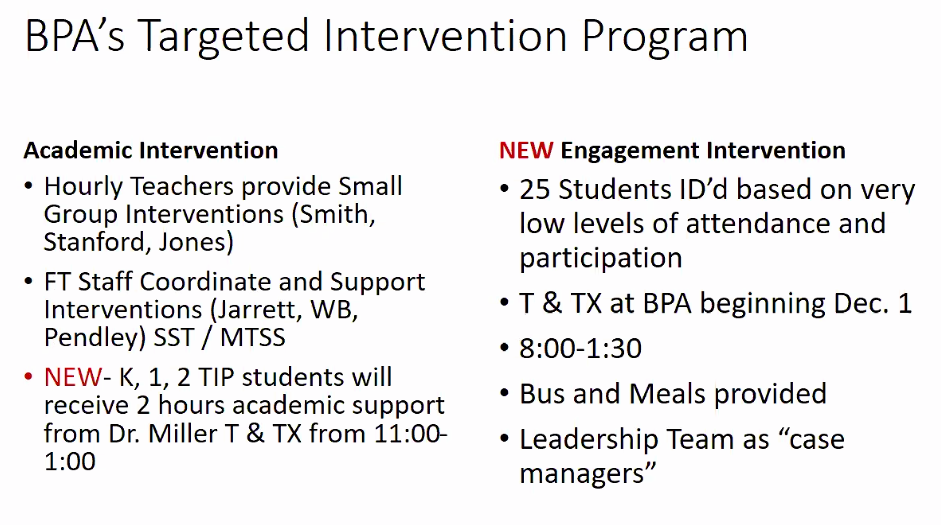 BPA's Targeted Intervention Program
Academic Intervention
• Hourly Teachers provide Small
Group Interventions (Smith,
Stanford, Jones)
• FT Staff Coordinate and Support
Interventions (Jarrett, WB,
Pendley) SST / MTSS
• NEW- K, 1, 2 TIP students will
receive 2 hours academic support
from Dr. Miller T & TX from 11:00-
1:00
NEW Engagement Intervention
• 25 Students ID'd based on very
low levels of attendance and
participation
• T & TX at BPA beginning Dec. 1
• 8:00-1:30
• Bus and Meals provided
• Leadership Team as “case
managers”